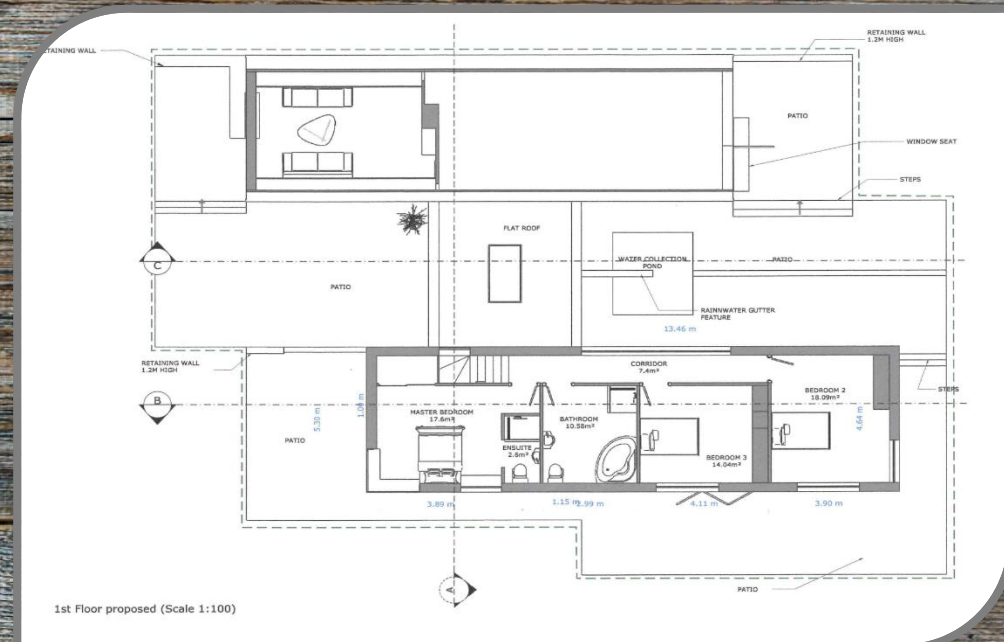 RETAINING WALL
1.2M HIGH
RETAINING WALL
PATIO
WINDOW SEAT
STEPS
FLAT ROOF
C
WATER COLLECTION
POND
PATIO
PATIO
RAINNWATER GUTTER
FEATURE
13.46 m
RETAINING WALL
1.2M HIGH
CORRIDOR
7.4m²
STEPS
B
MASTER BEDROOM
17.6m²
BATHROOM
10.58m²
BEDROOM 2
18.09m²
5.38 m
4.64 m
PATIO
ENSUITE
2.6m²
BEDROOM 3
14.04m²
3.89 m
1.15 m
2.99 m
4.11 m
3.90 m
A
PATIO
1st Floor proposed (Scale 1:100)